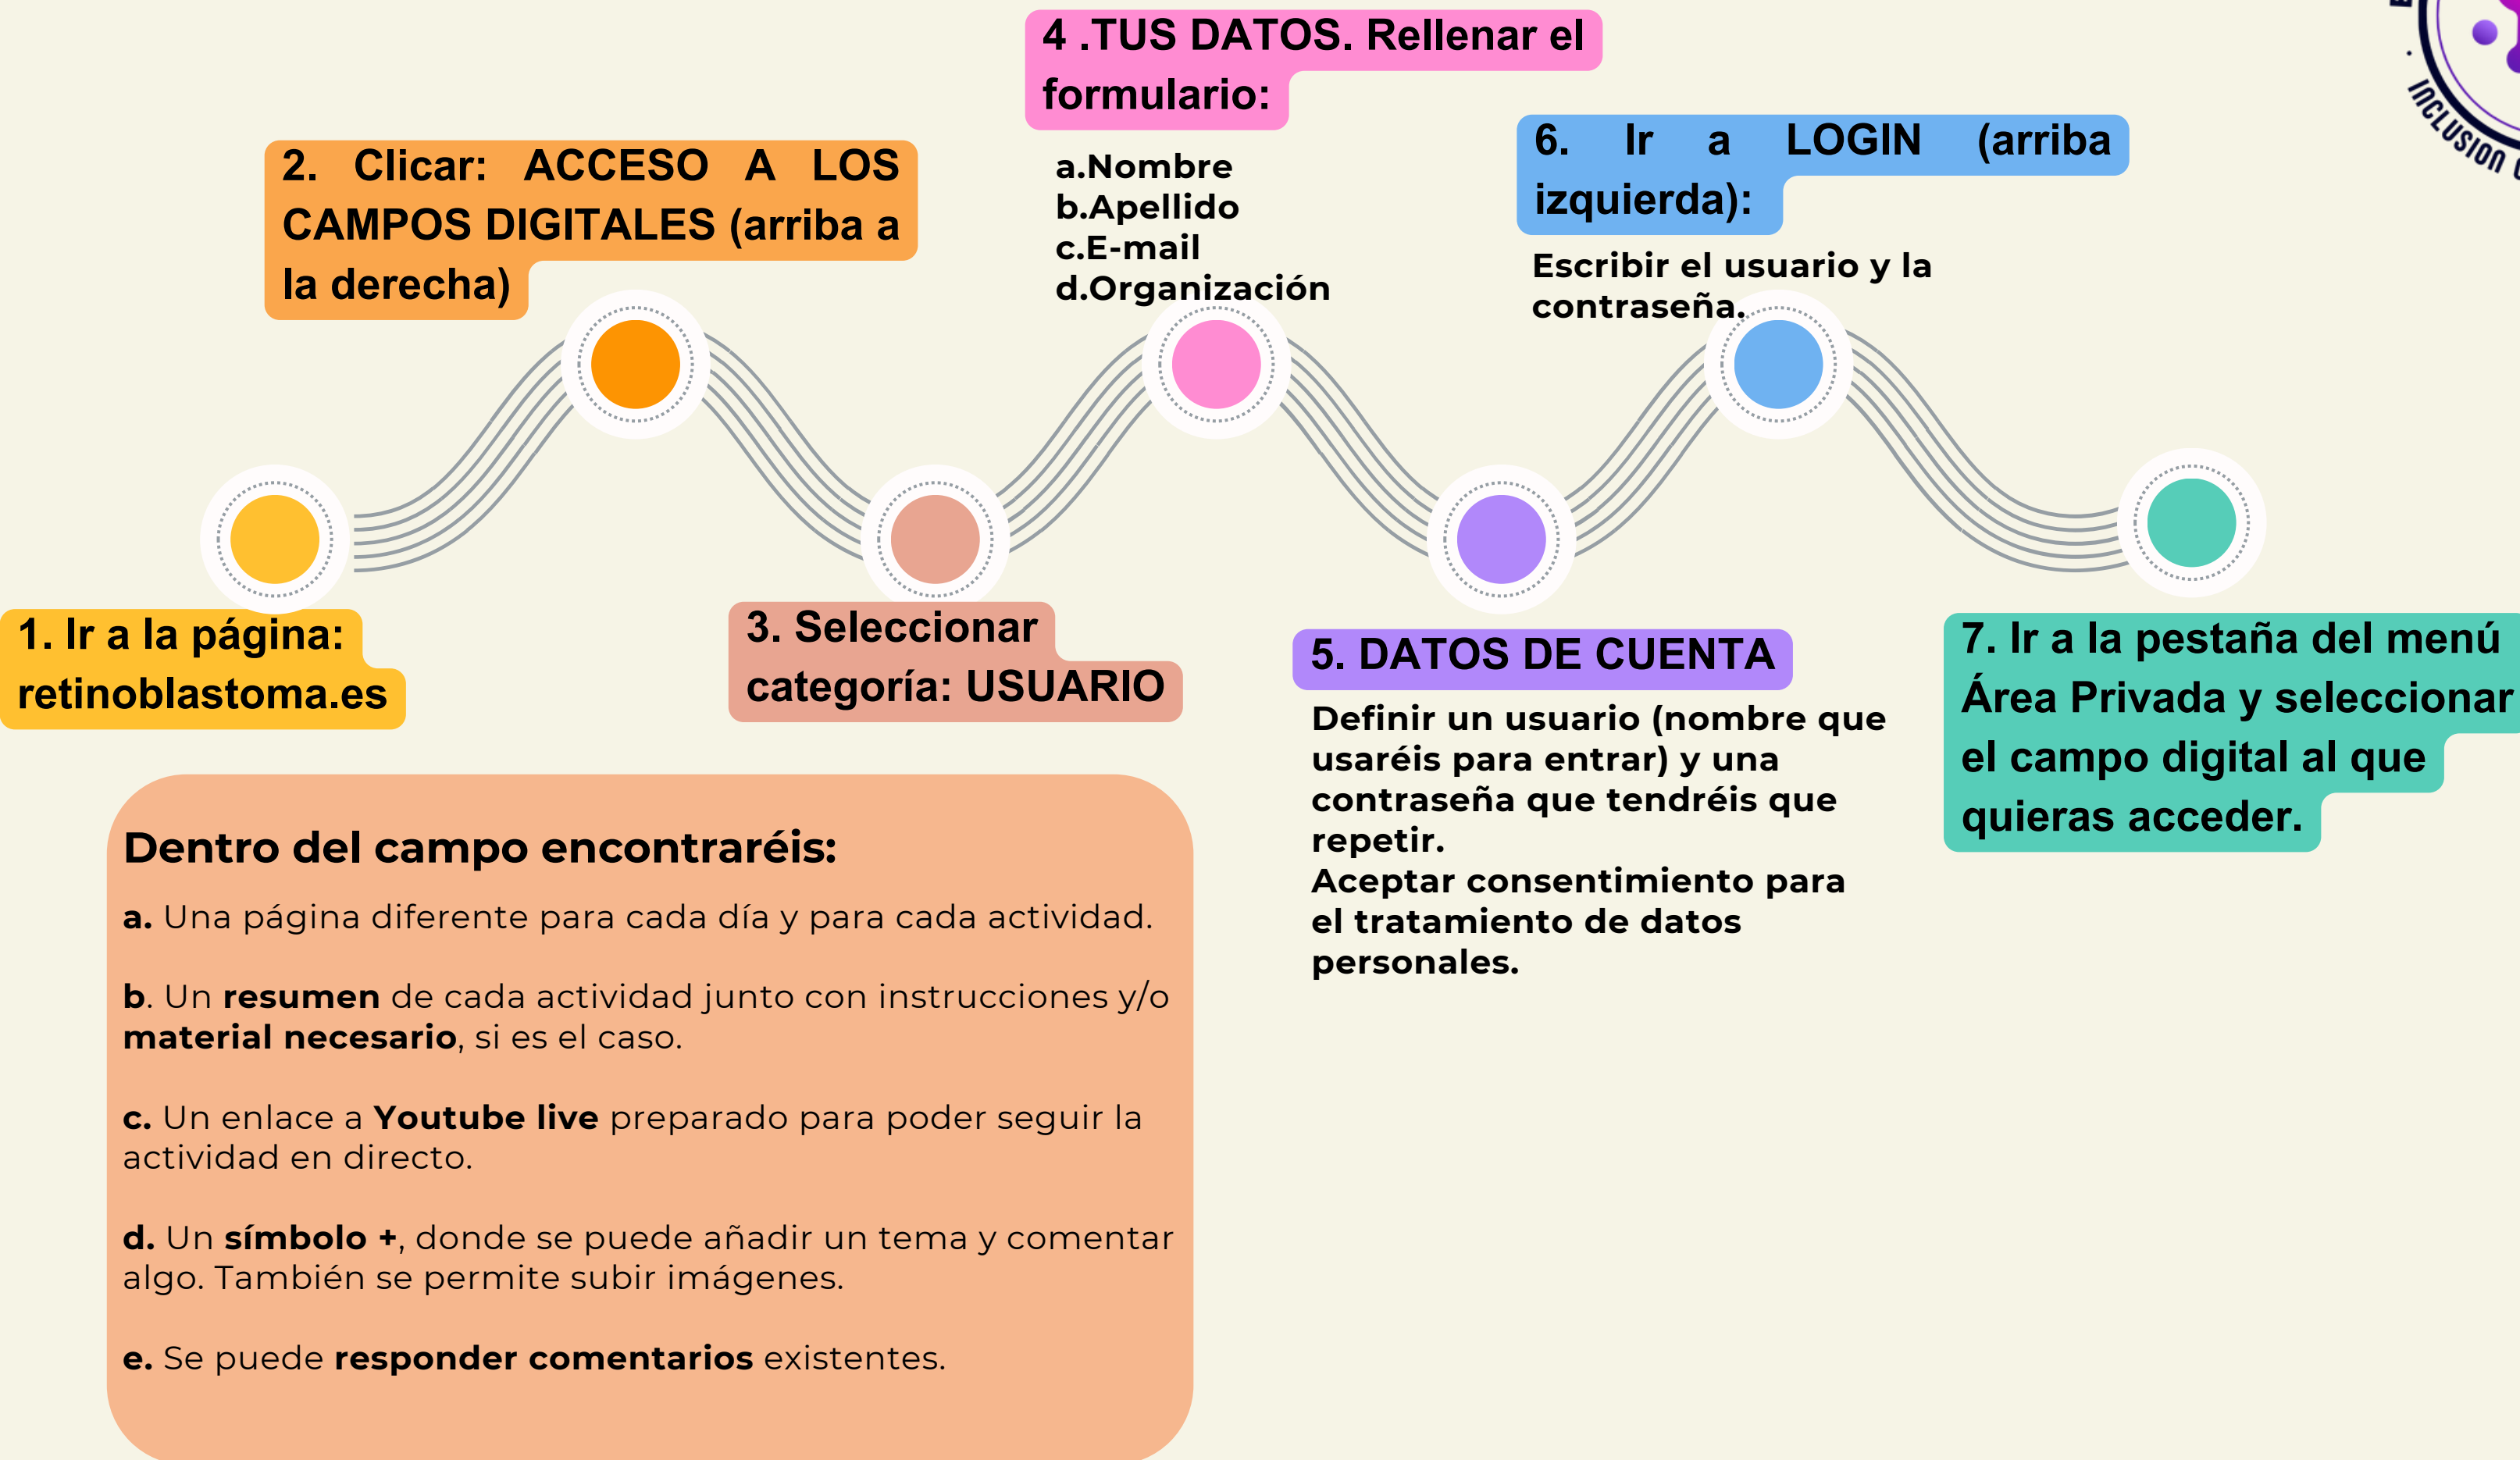 1. Ir a la página:
retinoblastoma.es
2. Clicar: ACCESO A LOS
CAMPOS DIGITALES (arriba a
la derecha)
3. Seleccionar
categoría: USUARIO
4 .TUS DATOS. Rellenar el
formulario:
a.Nombre
b.Apellido
c.E-mail
d.Organización
5. DATOS DE CUENTA
Definir un usuario (nombre que
usaréis para entrar) y una
contraseña que tendréis que
repetir.
Aceptar consentimiento para
el tratamiento de datos
personales.
6. Ir a LOGIN (arriba
izquierda):
Escribir el usuario y la
contraseña.
7. Ir a la pestaña del menú
Área Privada y seleccionar
el campo digital al que
quieras acceder.
Dentro del campo encontraréis:
a. Una página diferente para cada día y para cada actividad.
b. Un resumen de cada actividad junto con instrucciones y/o
material necesario, si es el caso.
c. Un enlace a Youtube live preparado para poder seguir la
actividad en directo.
d. Un símbolo +, donde se puede añadir un tema y comentar
algo. También se permite subir imágenes.
e. Se puede responder comentarios existentes.
INCLUSION